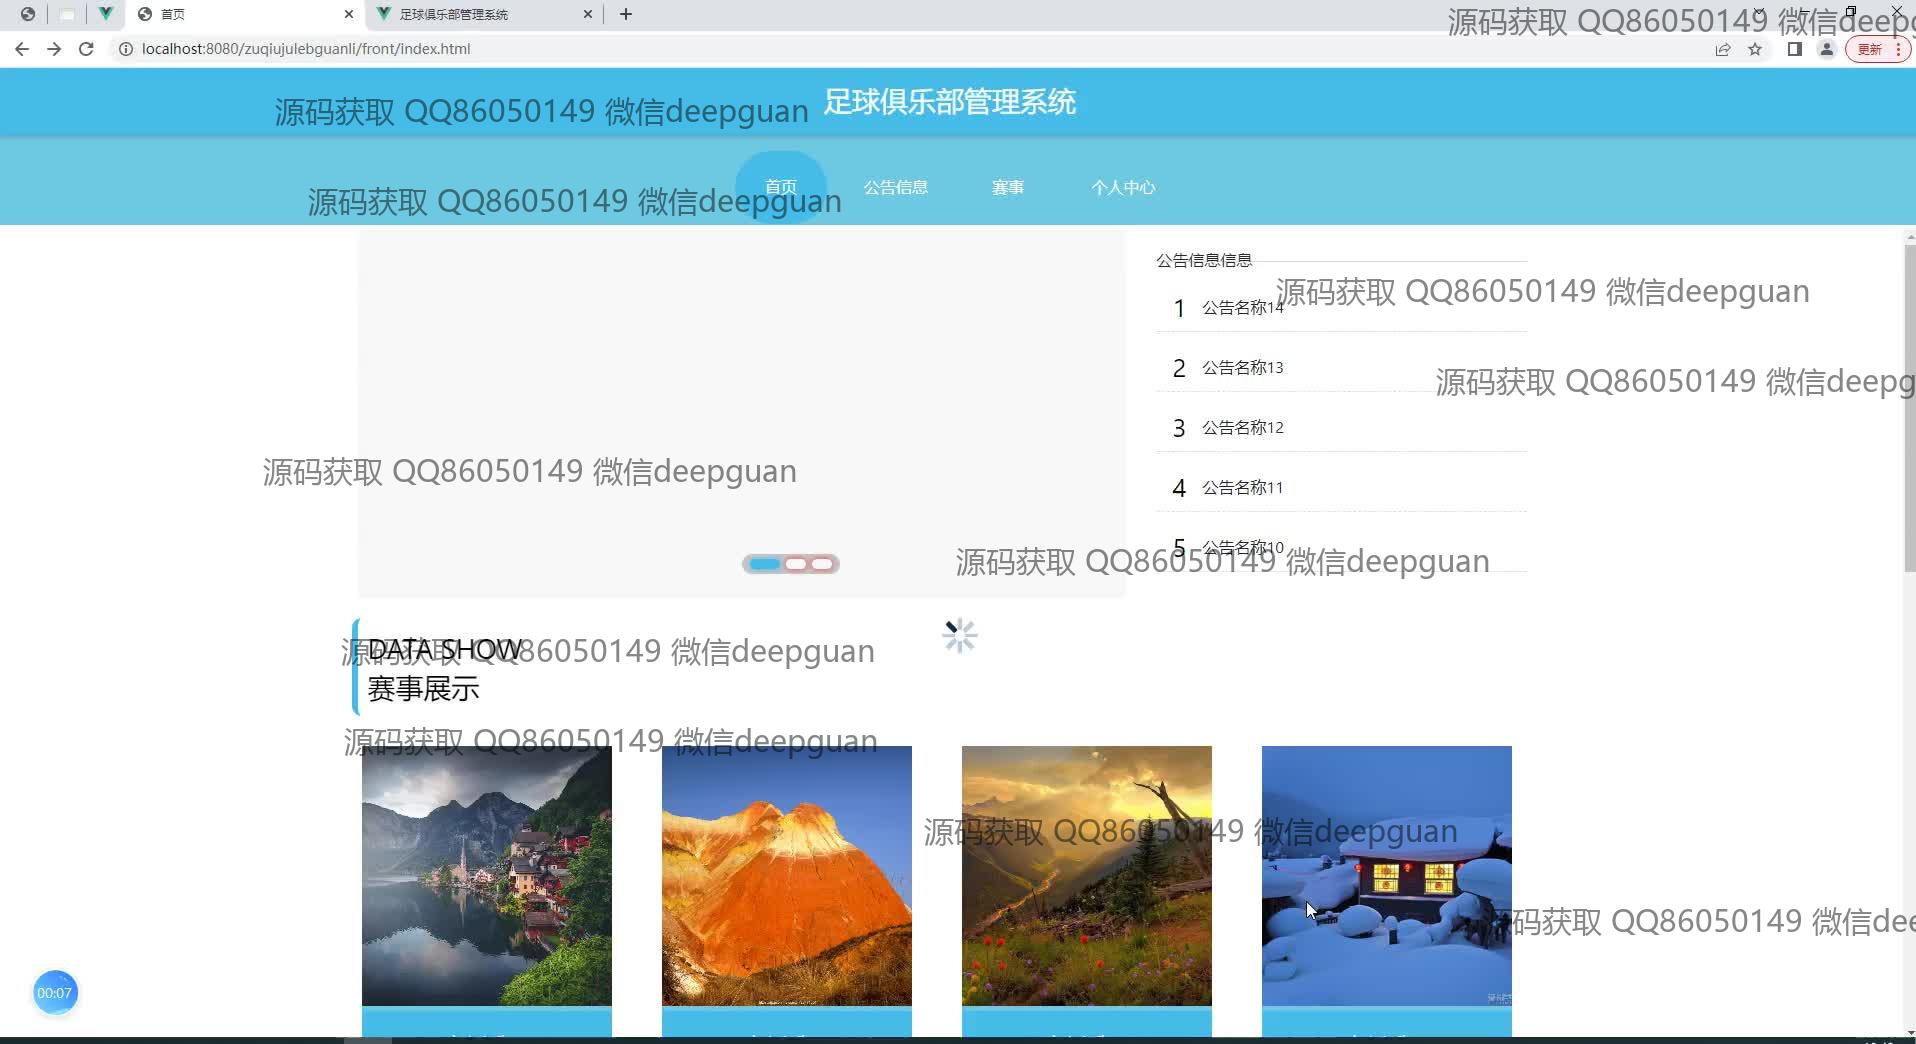 首页
足球俱乐部管理系统
源码获取 QQ86050149 微信deepg
localhost:8080/zuqiujulebguanli/front/index.html
更新
源码获取 QQ86050149 微信deepguan
足球俱乐部管理系统
首页
公告信息
赛事
个人中心
源码获取 QQ86050149 微信deepguan
公告信息信息
源码获取 QQ86050149 微信deepguan
1 公告名称14
2 公告名称13
源码获取 QQ86050149 微信deepg
3 公告名称12
源码获取 QQ86050149 微信deepguan
4 公告名称11
5 公告名称10
源码获取 QQ86050149 微信deepguan
DATA SHOW
源码获取 QQ86050149 微信deepguan
赛事展示
源码获取 QQ86050149 微信deepguan
源码获取 QQ86050149 微信deepguan
源码获取 QQ86050149 微信dee
00:07